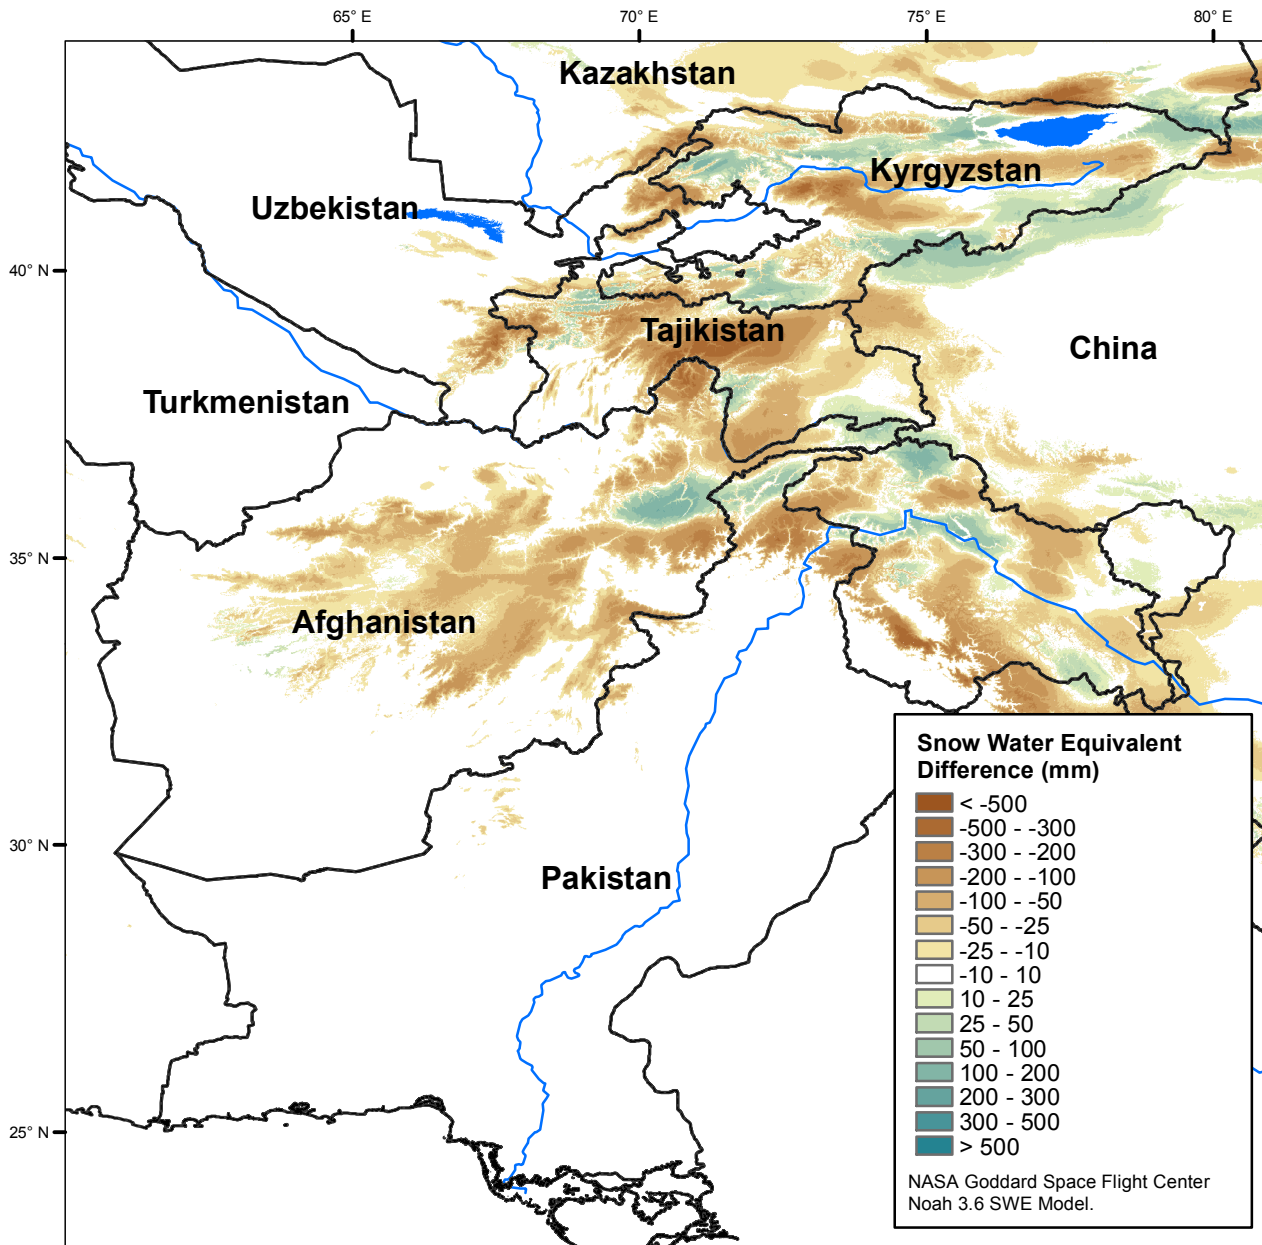 65° E
70° E
75° E
80° E
Kazakhstan
Kyrgyzstan
Uzbekistan
40° N
Tajikistan
China
Turkmenistan
35° N
Afghanistan
30° N
Pakistan
25° N
Snow Water Equivalent
Difference (mm)
< -500
-500 - -300
-300 - -200
-200 - -100
-100 - -50
-50 - -25
-25 - -10
-10 - 10
10 - 25
25 - 50
50 - 100
100 - 200
200 - 300
300 - 500
> 500
NASA Goddard Space Flight Center
Noah 3.6 SWE Model.